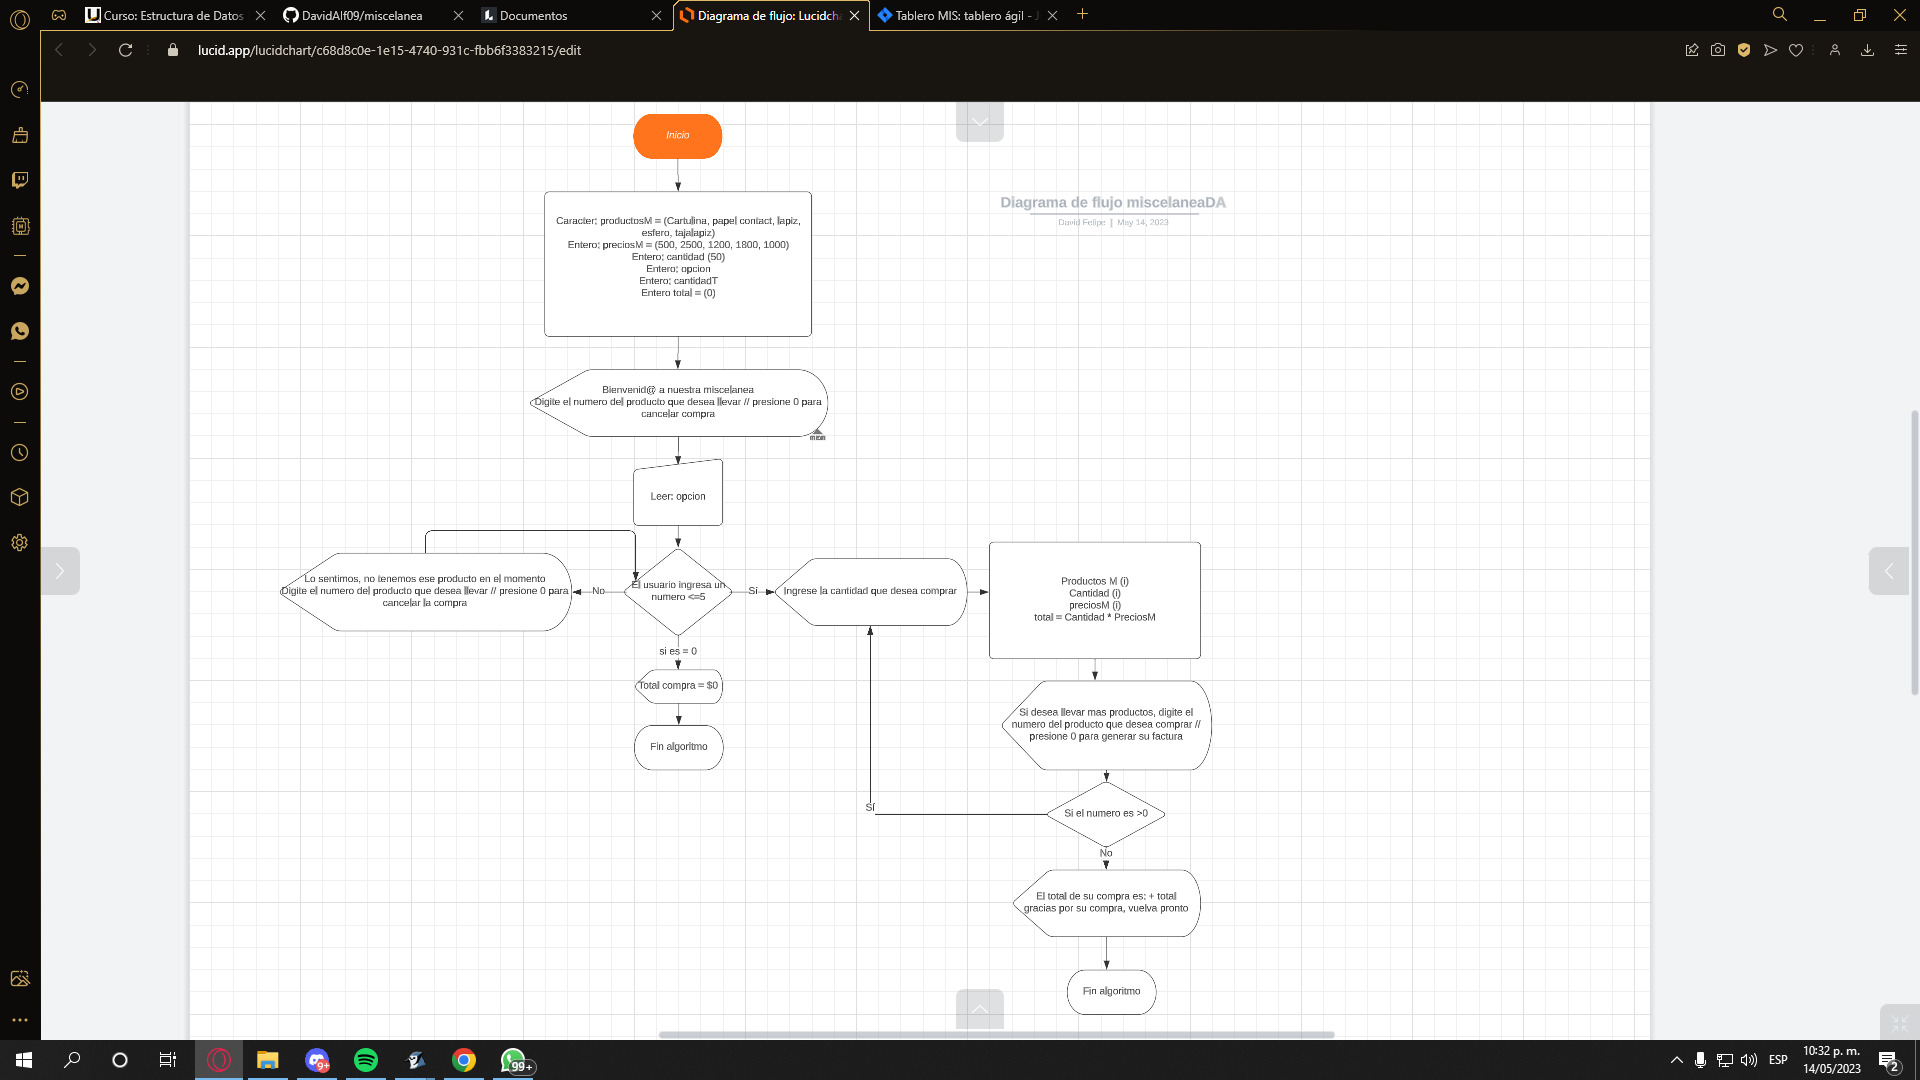 Curso: Estructura de Datos
DavidAlf09/miscelanea
Documentos
Diagrama de flujo: Lucidcha
Tablero MIS: tablero ágil - J
lucid.app/lucidchart/c68d8c0e-1e15-4740-931c-fbb6f3383215/edit
Inicio
Diagrama de flujo miscelaneaDA
David Felipe | May 14, 2023
Caracter; productosM = (Cartulina, papel contact, lapiz,
esfero, tajalapiz)
Entero; preciosM = (500, 2500, 1200, 1800, 1000)
Entero; cantidad (50)
Entero; opcion
Entero; cantidadT
Entero total = (0)
Bienvenid@ a nuestra miscelanea
Digite el numero del producto que desea llevar // presione 0 para
cancelar compra
Leer: opcion
Lo sentimos, no tenemos ese producto en el momento
Digite el numero del producto que desea llevar // presione 0 para
cancelar la compra
No
El usuario ingresa un
numero <=5
Sí
Ingrese la cantidad que desea comprar
Productos M (i)
Cantidad (i)
preciosM (i)
total = Cantidad * PreciosM
si es = 0
Total compra = $0
Fin algoritmo
Si desea llevar mas productos, digite el
numero del producto que desea comprar //
presione 0 para generar su factura
Sí
Si el numero es >0
No
El total de su compra es: + total
gracias por su compra, vuelva pronto
Fin algoritmo
9+
99+
ESP
10:32 p. m.
14/05/2023
2